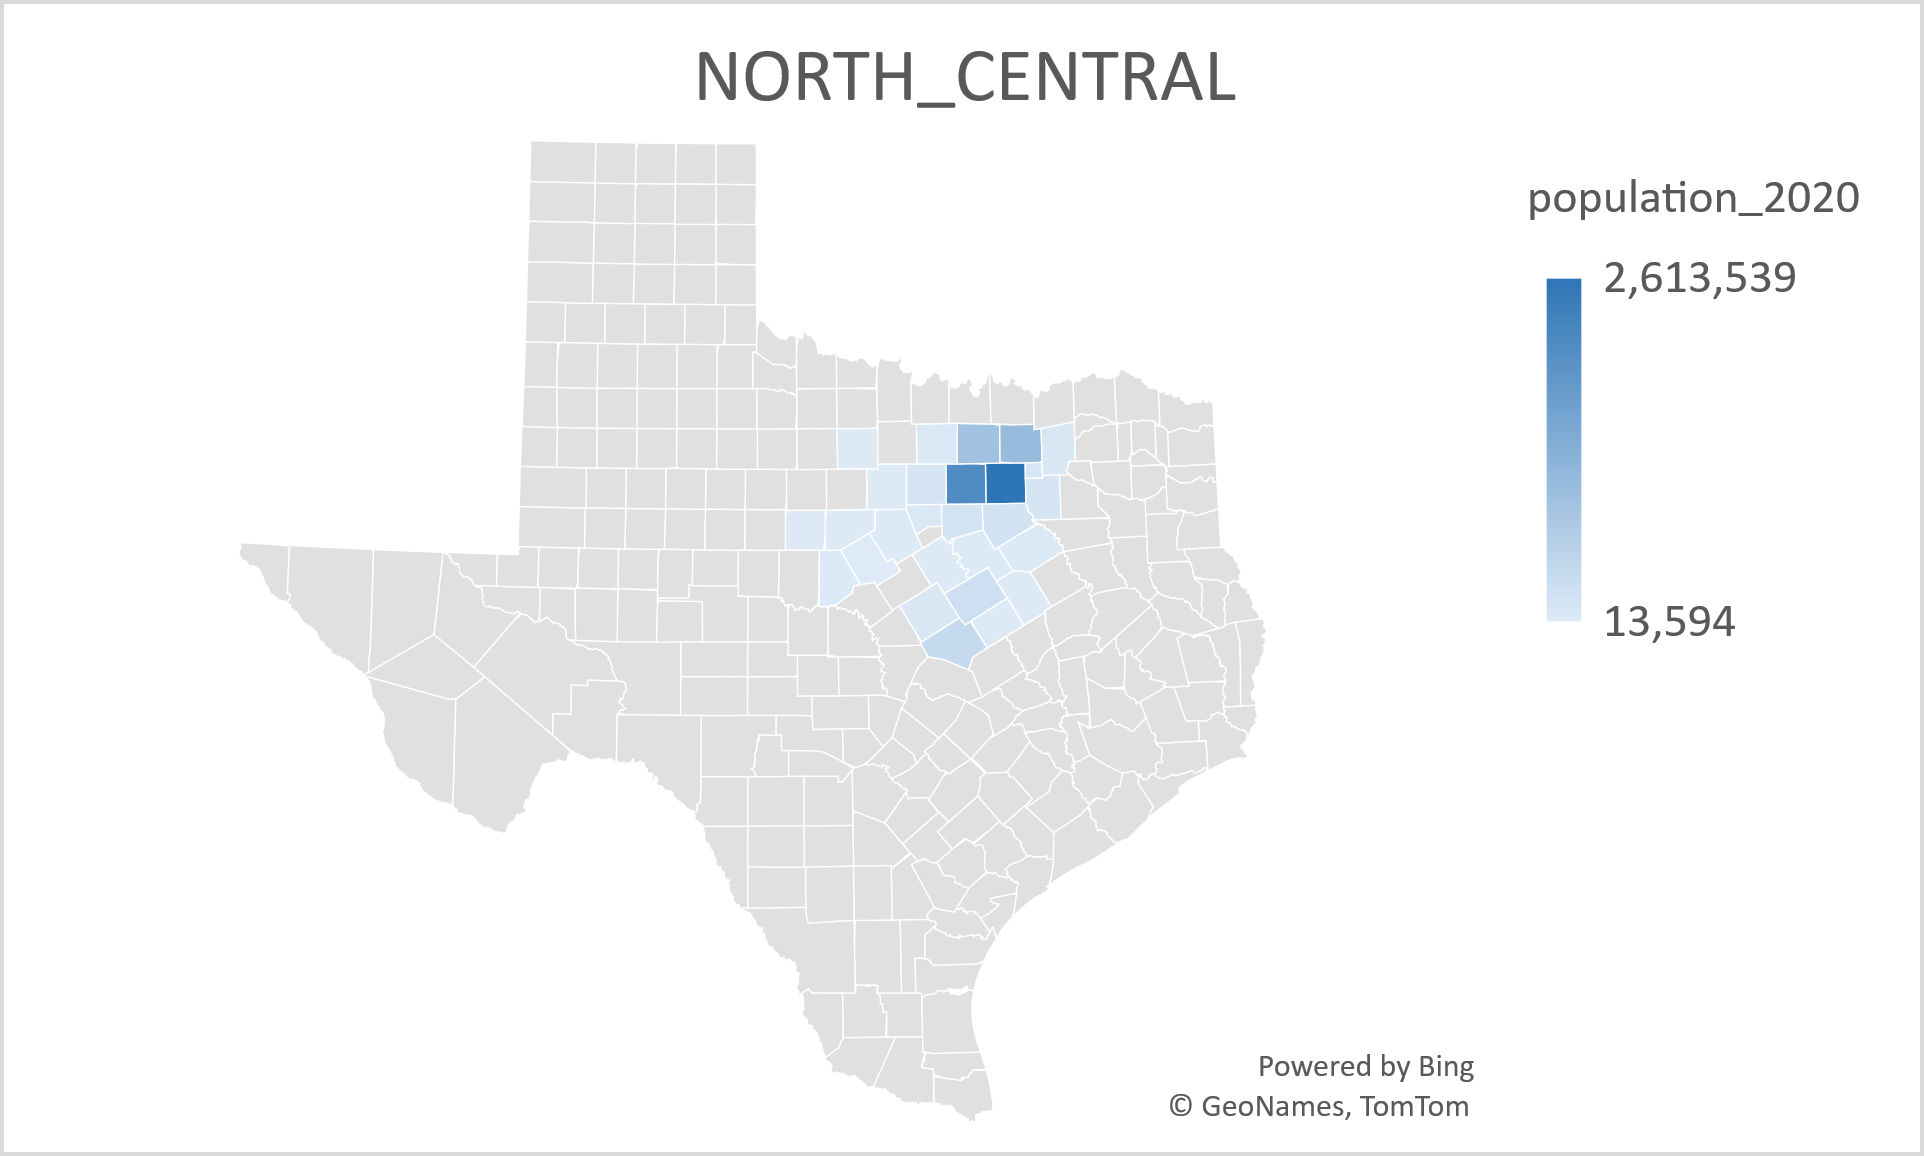 NORTH_CENTRAL
population_2020
2,613,539
13,594
Powered by Bing
© GeoNames, TomTom